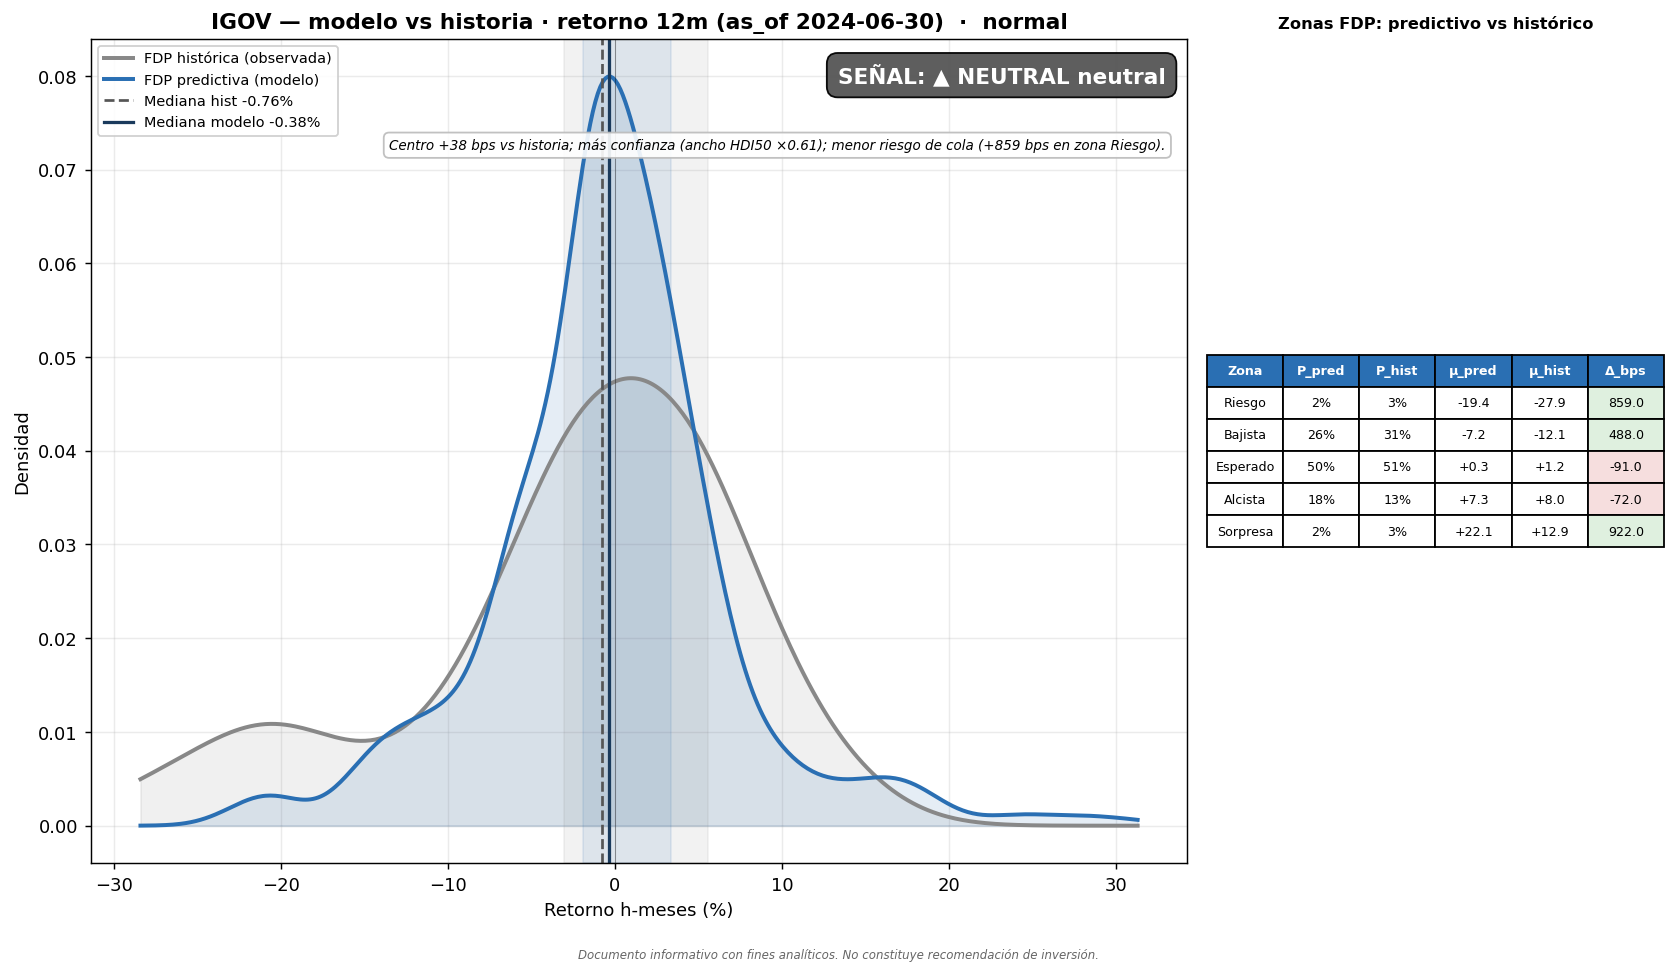 IGOV — modelo vs historia · retorno 12m (as_of 2024-06-30) · normal
Zonas FDP: predictivo vs histórico
FDP histórica (observada)
FDP predictiva (modelo)
Mediana hist -0.76%
Mediana modelo -0.38%
SEÑAL: ▲ NEUTRAL neutral
Centro +38 bps vs historia; más confianza (ancho HDI50 ×0.61); menor riesgo de cola (+859 bps en zona Riesgo).
Densidad
0.08
0.07
0.06
0.05
0.04
0.03
0.02
0.01
0.00
−30 −20 −10 0 10 20 30
Retorno h-meses (%)
Zona P_pred P_hist μ_pred μ_hist Δ_bps
Riesgo 2% 3% -19.4 -27.9 859.0
Bajista 26% 31% -7.2 -12.1 488.0
Esperado 50% 51% +0.3 +1.2 -91.0
Alcista 18% 13% +7.3 +8.0 -72.0
Sorpresa 2% 3% +22.1 +12.9 922.0
Documento informativo con fines analíticos. No constituye recomendación de inversión.